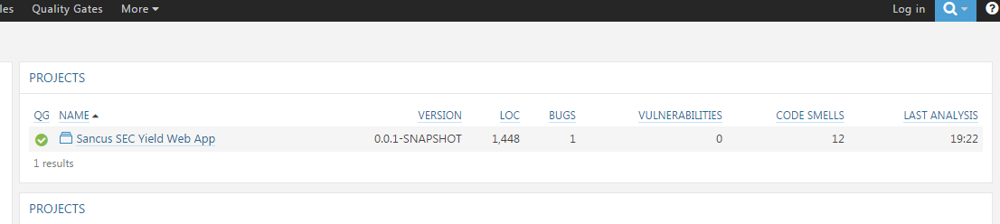 les Quality Gates More Log in
PROJECTS
QG NAME VERSION LOC BUGS VULNERABILITIES CODE SMELLS LAST ANALYSIS
Sancus SEC Yield Web App 0.0.1-SNAPSHOT 1,448 1 0 12 19:22
1 results
PROJECTS